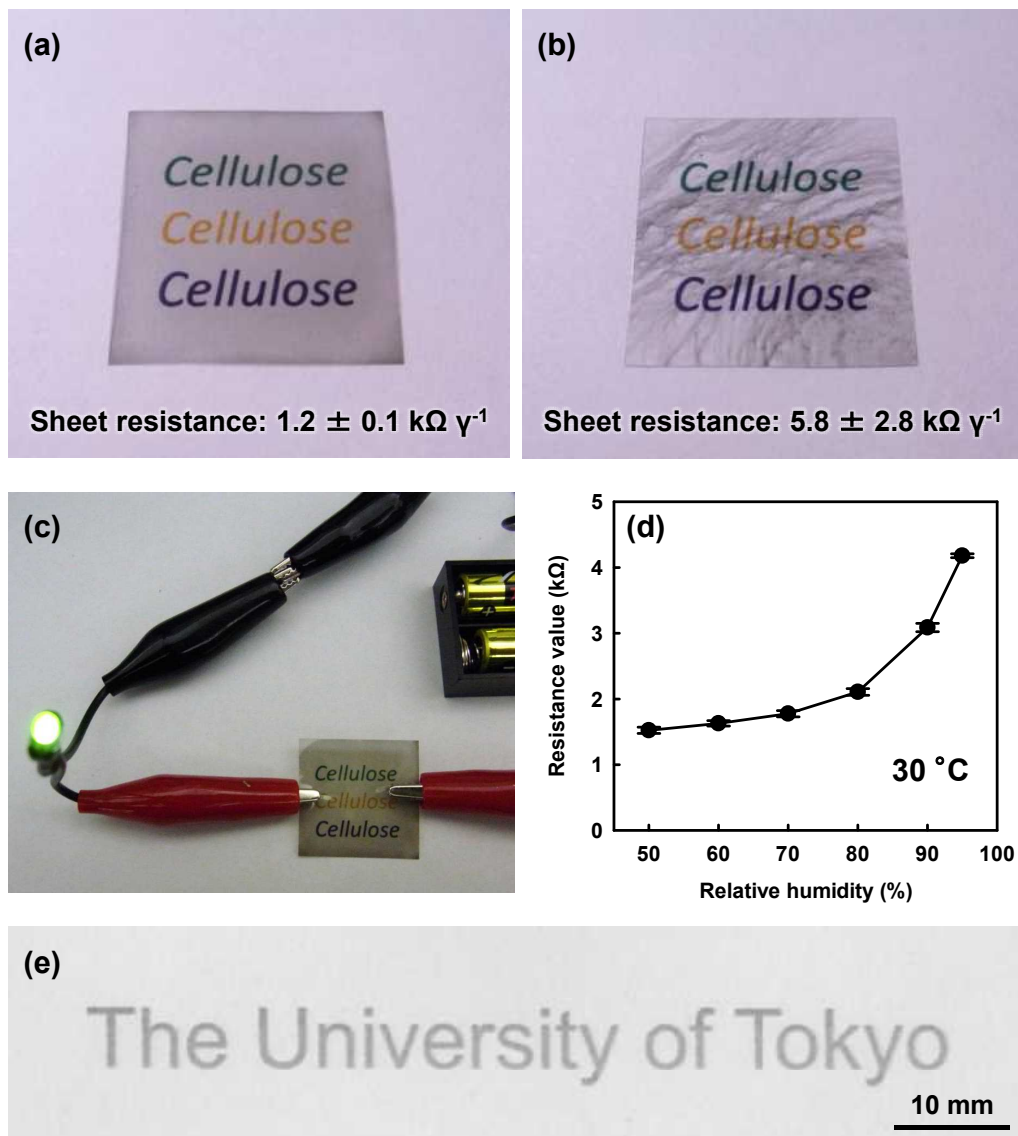 (a)
Cellulose
Cellulose
Cellulose
Sheet resistance: 1.2 ± 0.1 kΩ γ-1
(b)
Cellulose
Cellulose
Cellulose
Sheet resistance: 5.8 ± 2.8 kΩ γ-1
(c)
Cellulose
Cellulose
Cellulose
(d)
Resistance value (kΩ)
5
4
3
2
1
0
30 °C
50 60 70 80 90 100
Relative humidity (%)
(e)
The University of Tokyo
10 mm